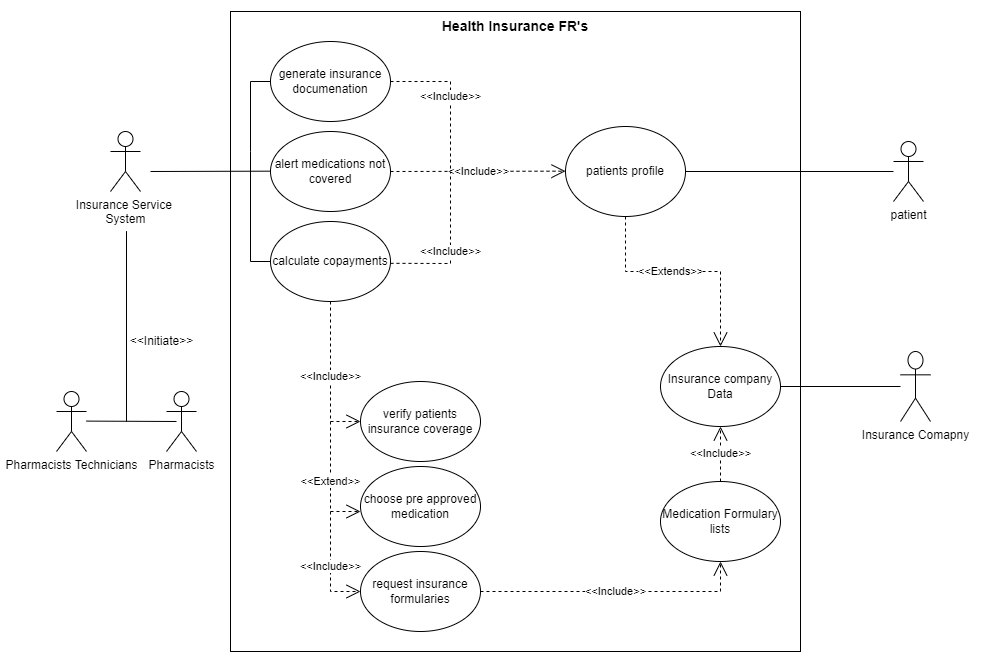 Health Insurance FR's
generate insurance
documenation
<<Include>>
alert medications not
covered
<<Include>>
patients profile
Insurance Service
System
patient
<<Include>>
calculate copayments
<<Extends>>
<<Initiate>>
<<Include>>
Insurance company
Data
verify patients
insurance coverage
Insurance Comapny
<<Include>>
Pharmacists Technicians
Pharmacists
<<Extend>>
choose pre approved
medication
Medication Formulary
lists
<<Include>>
request insurance
formularies
<<Include>>